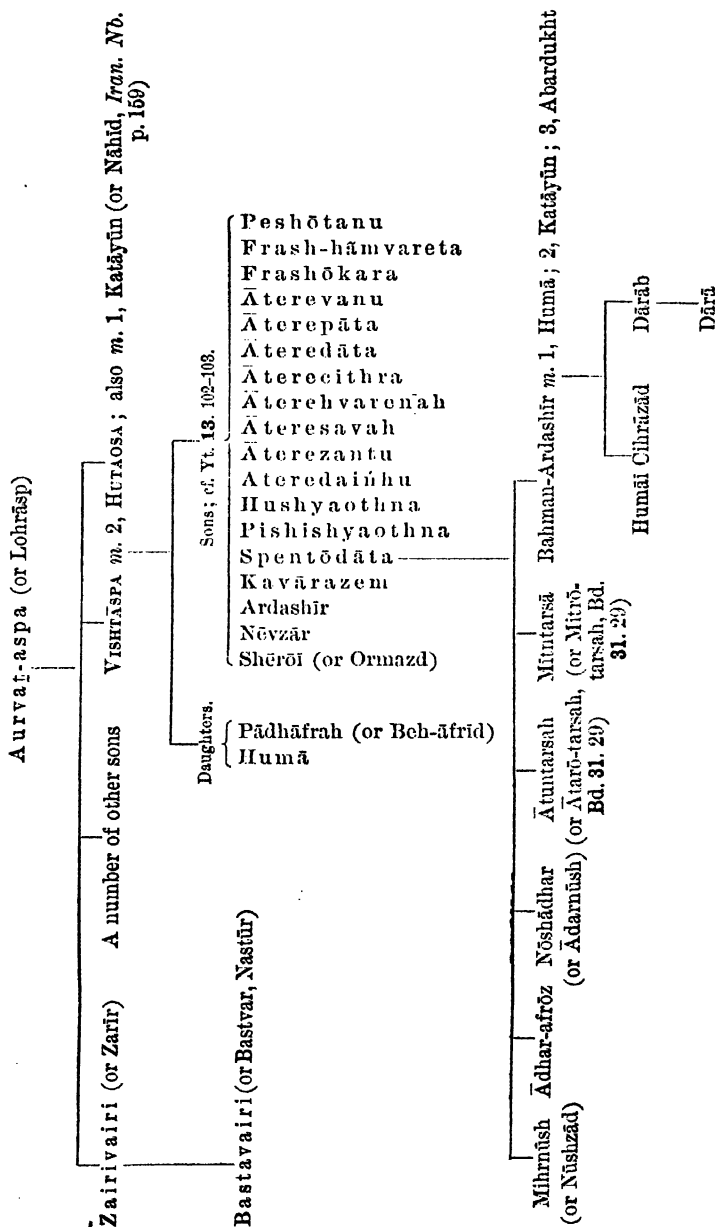 Aurvaṭ-aspa (or Lohrāsp)
Zairivairi (or Zarīr)
A number of other sons
VISHTĀSPA m. 2, HUTAOSA; also m. 1, Katāyūn (or Nāhīd, Iran. Nb.
p. 159)
Bastavairi (or Bastvar, Nastūr)
Daughters.
Pādhāfrah (or Beh-āfrīd)
Humā
Sons; cf. Yt. 13. 102-103.
Peshōtanu
Frash-hāmvareta
Frashōkara
Āterevanu
Āterepāta
Āteredāta
Āterecithra
Āterehvarenah
Āteresavah
Āterezantu
Ateredaiṅhu
Hushyaothna
Pishishyaothna
Spentōdāta
Kavārazem
Ardashīr
Nēvzār
Shērōī (or Ormazd)
Mihrnūsh
(or Nūshzād)
Ādhar-afrōz
Nōshādhar
(or Ādarnūsh)
Ātuntarsah
(or Ātarō-tarsah,
Bd. 31. 29)
Mitntarsā
(or Mitrō-
tarsah, Bd.
31. 29)
Bahman-Ardashīr m. 1, Humā; 2, Katāyūn; 3, Abardukht
Humāi Cihrāzād
Dārāb
Dārā